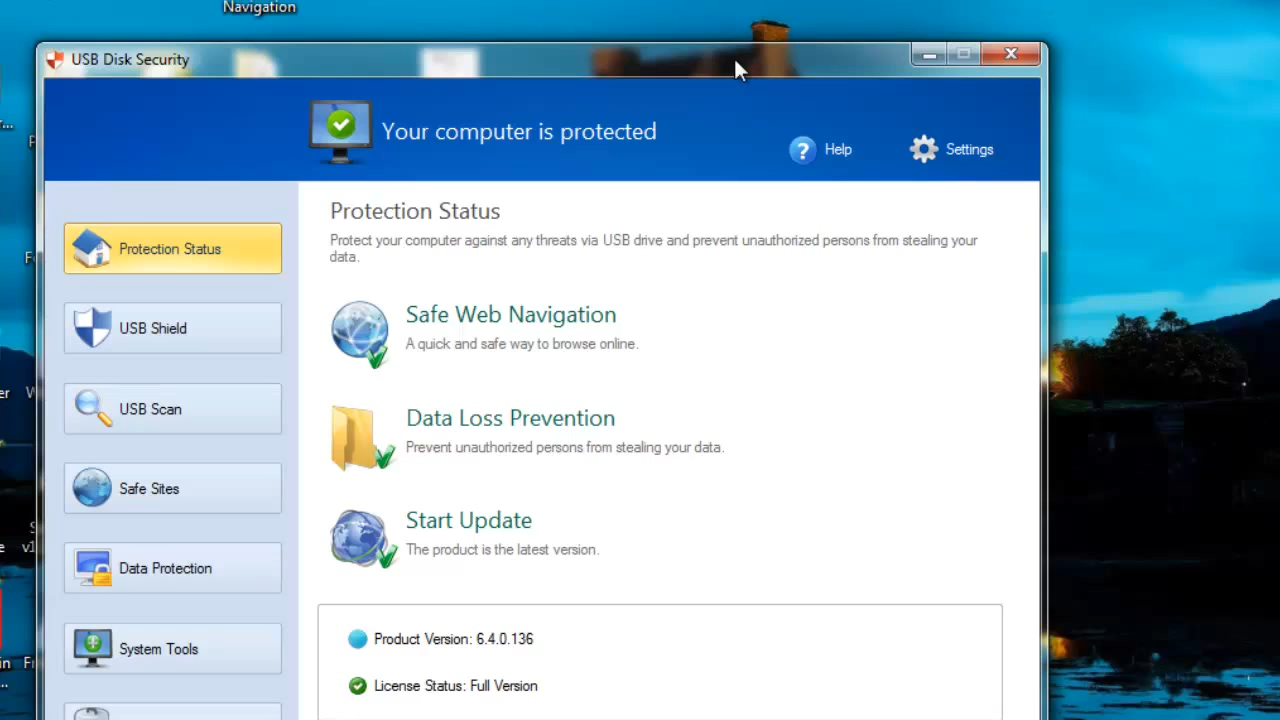 Navigation
USB Disk Security
Your computer is protected
Help
Settings
Protection Status
USB Shield
USB Scan
Safe Sites
Data Protection
System Tools
Protection Status
Protect your computer against any threats via USB drive and prevent unauthorized persons from stealing your
data.
Safe Web Navigation
A quick and safe way to browse online.
Data Loss Prevention
Prevent unauthorized persons from stealing your data.
Start Update
The product is the latest version.
Product Version: 6.4.0.136
License Status: Full Version